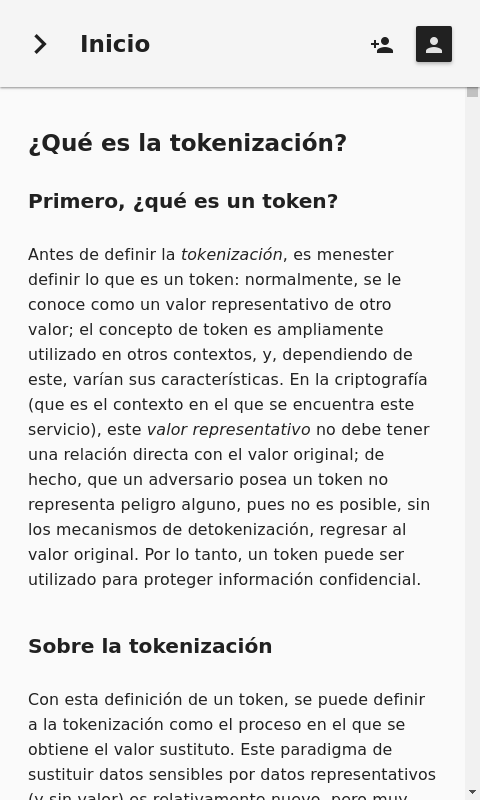 Inicio
¿Qué es la tokenización?
Primero, ¿qué es un token?
Antes de definir la tokenización, es menester
definir lo que es un token: normalmente, se le
conoce como un valor representativo de otro
valor; el concepto de token es ampliamente
utilizado en otros contextos, y, dependiendo de
este, varían sus características. En la criptografía
(que es el contexto en el que se encuentra este
servicio), este valor representativo no debe tener
una relación directa con el valor original; de
hecho, que un adversario posea un token no
representa peligro alguno, pues no es posible, sin
los mecanismos de detokenización, regresar al
valor original. Por lo tanto, un token puede ser
utilizado para proteger información confidencial.
Sobre la tokenización
Con esta definición de un token, se puede definir
a la tokenización como el proceso en el que se
obtiene el valor sustituto. Este paradigma de
sustituir datos sensibles por datos representativos
(y sin valor) es relativamente nuevo, pero muy